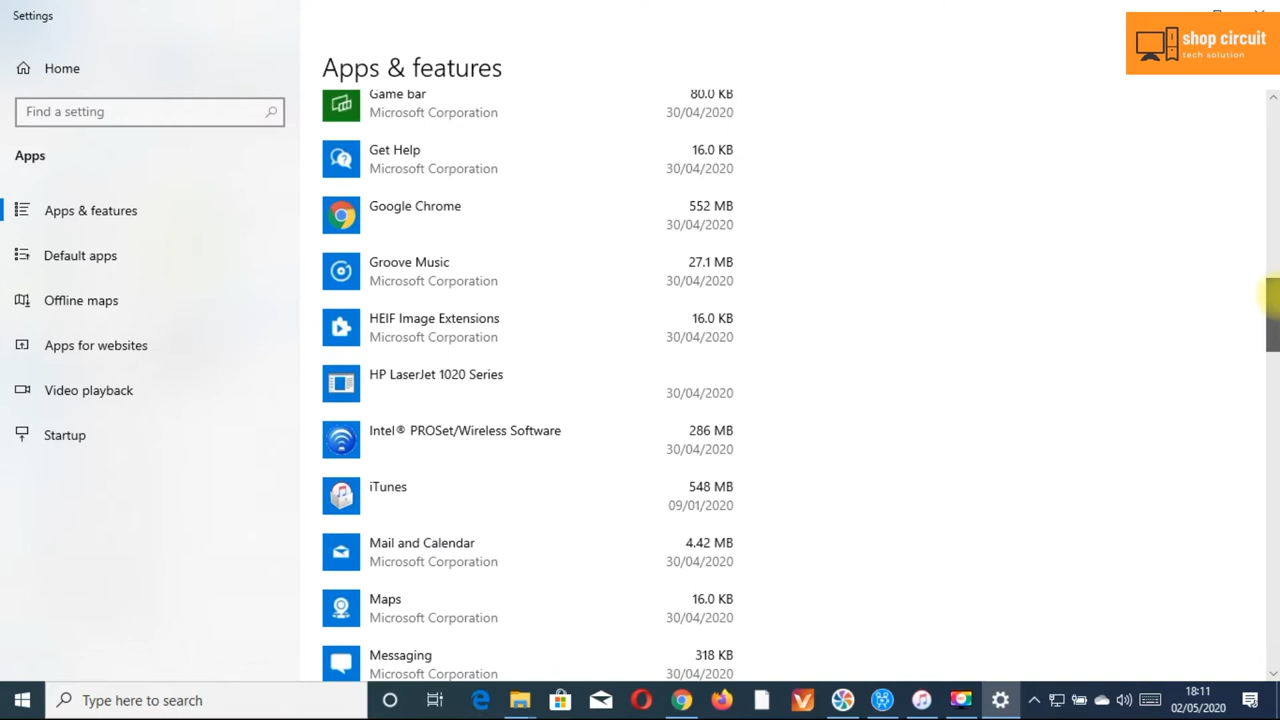 Settings
shop circuit
tech solution
Home
Apps & features
Find a setting
Apps
Apps & features
Default apps
Offline maps
Apps for websites
Video playback
Startup
Game bar 80.0 KB
Microsoft Corporation 30/04/2020
Get Help 16.0 KB
Microsoft Corporation 30/04/2020
Google Chrome 552 MB
30/04/2020
Groove Music 27.1 MB
Microsoft Corporation 30/04/2020
HEIF Image Extensions 16.0 KB
Microsoft Corporation 30/04/2020
HP LaserJet 1020 Series
30/04/2020
Intel® PROSet/Wireless Software 286 MB
30/04/2020
iTunes 548 MB
09/01/2020
Mail and Calendar 4.42 MB
Microsoft Corporation 30/04/2020
Maps 16.0 KB
Microsoft Corporation 30/04/2020
Messaging 318 KB
Microsoft Corporation 30/04/2020
Type here to search
18:11
02/05/2020